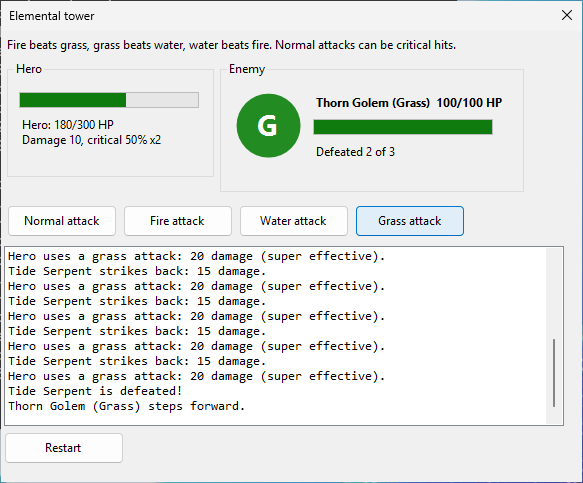 Elemental tower
Fire beats grass, grass beats water, water beats fire. Normal attacks can be critical hits.
Hero
Hero: 180/300 HP
Damage 10, critical 50% x2
Enemy
G
Thorn Golem (Grass)  100/100 HP
Defeated 2 of 3
Normal attack
Fire attack
Water attack
Grass attack
Hero uses a grass attack: 20 damage (super effective).
Tide Serpent strikes back: 15 damage.
Hero uses a grass attack: 20 damage (super effective).
Tide Serpent strikes back: 15 damage.
Hero uses a grass attack: 20 damage (super effective).
Tide Serpent strikes back: 15 damage.
Hero uses a grass attack: 20 damage (super effective).
Tide Serpent strikes back: 15 damage.
Hero uses a grass attack: 20 damage (super effective).
Tide Serpent is defeated!
Thorn Golem (Grass) steps forward.
Restart